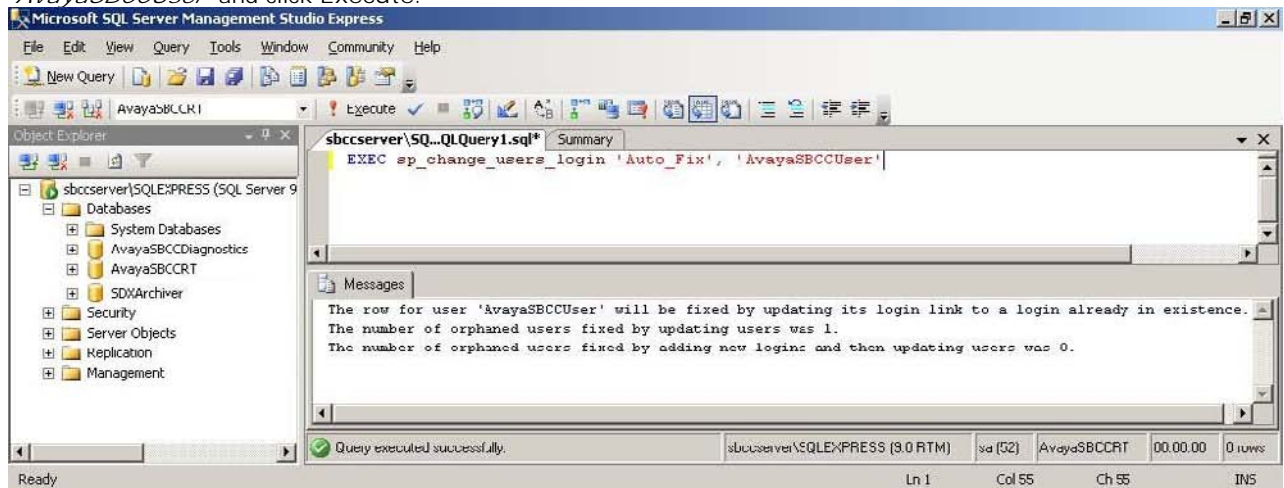 and click Execute.
Microsoft SQL Server Management Studio Express
File Edit View Query Tools Window Community Help
New Query
AvayaSBCCRT Execute
Object Explorer
sbccserver\SQ...QLQuery1.sql* Summary
EXEC sp_change_users_login 'Auto_Fix', 'AvayaSBCCUser'
sbccserver\SQLEXPRESS (SQL Server 9
Databases
System Databases
AvayaSBCCDiagnostics
AvayaSBCCRT
SDXArchiver
Security
Server Objects
Replication
Management
Messages
The row for user 'AvayaSBCCUser' will be fixed by updating its login link to a login already in existence.
The number of orphaned users fixed by updating users was 1.
The number of orphaned users fixed by adding new logins and then updating users was 0.
Query executed successfully. sbccserver\SQLEXPRESS (9.0 RTM) sa (52) AvayaSBCCRT 00:00:00 0 rows
Ready Ln 1 Col 55 Ch 55 INS